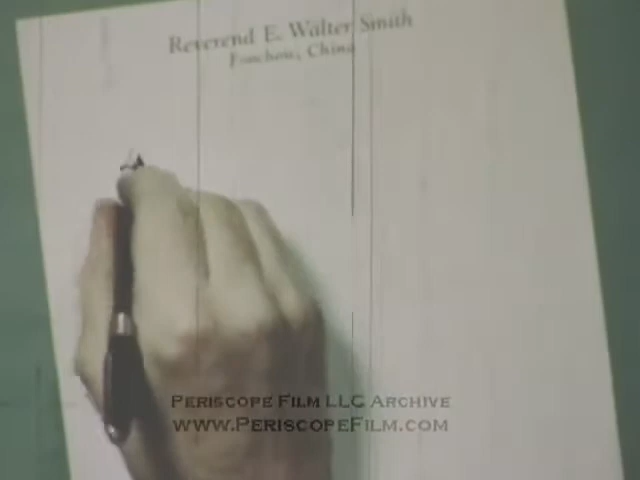 Reverend E. Walter Smith
Foochow, China
PERISCOPE FILM LLC ARCHIVE
WWW.PERISCOPEFILM.COM